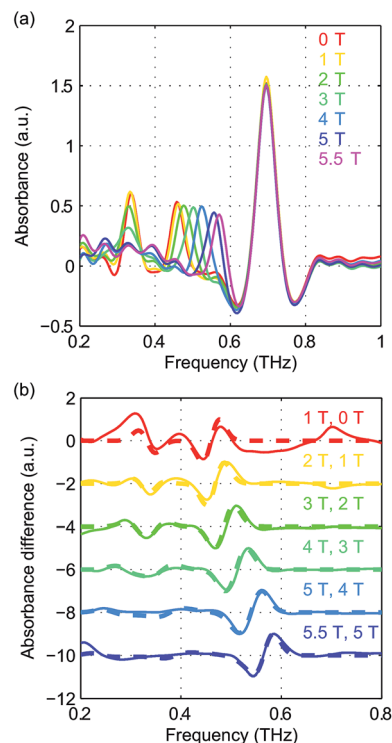 (a)
2
1.5
1
0.5
0
−0.5
Absorbance (a.u.)
0 T
1 T
2 T
3 T
4 T
5 T
5.5 T
0.2
0.4
0.6
0.8
1
Frequency (THz)
(b)
2
0
−2
−4
−6
−8
−10
−12
Absorbance difference (a.u.)
1 T, 0 T
2 T, 1 T
3 T, 2 T
4 T, 3 T
5 T, 4 T
5.5 T, 5 T
0.2
0.4
0.6
0.8
Frequency (THz)